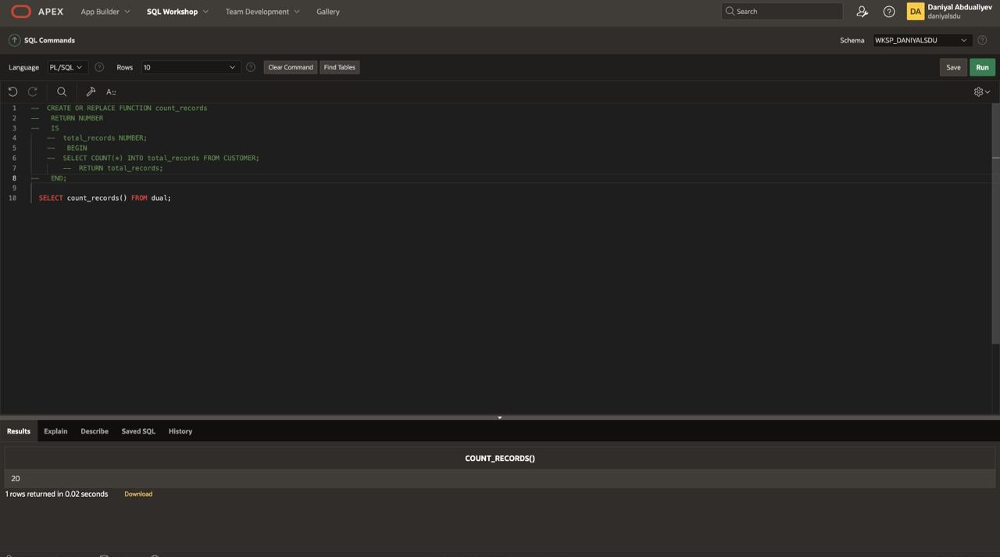 APEX App Builder SQL Workshop Team Development Gallery Search DA Daniyal Abdualiyev
daniyalsdu
SQL Commands Schema WKSP_DANIYALSDU
Language PL/SQL Rows 10 Clear Command Find Tables Save Run
A::
1 -- CREATE OR REPLACE FUNCTION count_records
2 -- RETURN NUMBER
3 -- IS
4 -- total_records NUMBER;
5 -- BEGIN
6 -- SELECT COUNT(*) INTO total_records FROM CUSTOMER;
7 -- RETURN total_records;
8 -- END;
9
10 SELECT count_records() FROM dual;
Results Explain Describe Saved SQL History
COUNT_RECORDS()
20
1 rows returned in 0.02 seconds Download